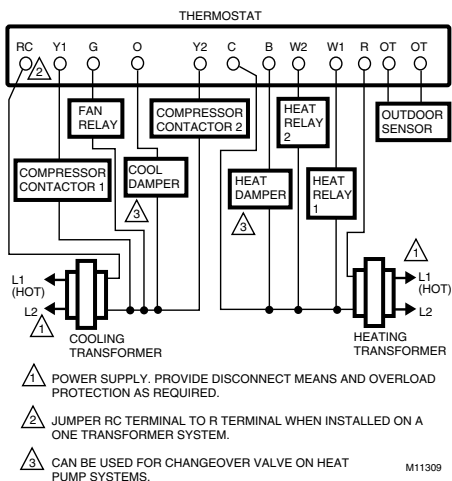 THERMOSTAT
RC Y1 G O Y2 C B W2 W1 R OT OT
2
FAN
RELAY
COMPRESSOR
CONTACTOR 2
HEAT
RELAY
2
OUTDOOR
SENSOR
COMPRESSOR
CONTACTOR 1
COOL
DAMPER
3
HEAT
DAMPER
3
HEAT
RELAY
1
L1
(HOT)
L2
1
COOLING
TRANSFORMER
1
L1
(HOT)
L2
HEATING
TRANSFORMER
1 POWER SUPPLY. PROVIDE DISCONNECT MEANS AND OVERLOAD
PROTECTION AS REQUIRED.
2 JUMPER RC TERMINAL TO R TERMINAL WHEN INSTALLED ON A
ONE TRANSFORMER SYSTEM.
3 CAN BE USED FOR CHANGEOVER VALVE ON HEAT
PUMP SYSTEMS.
M11309